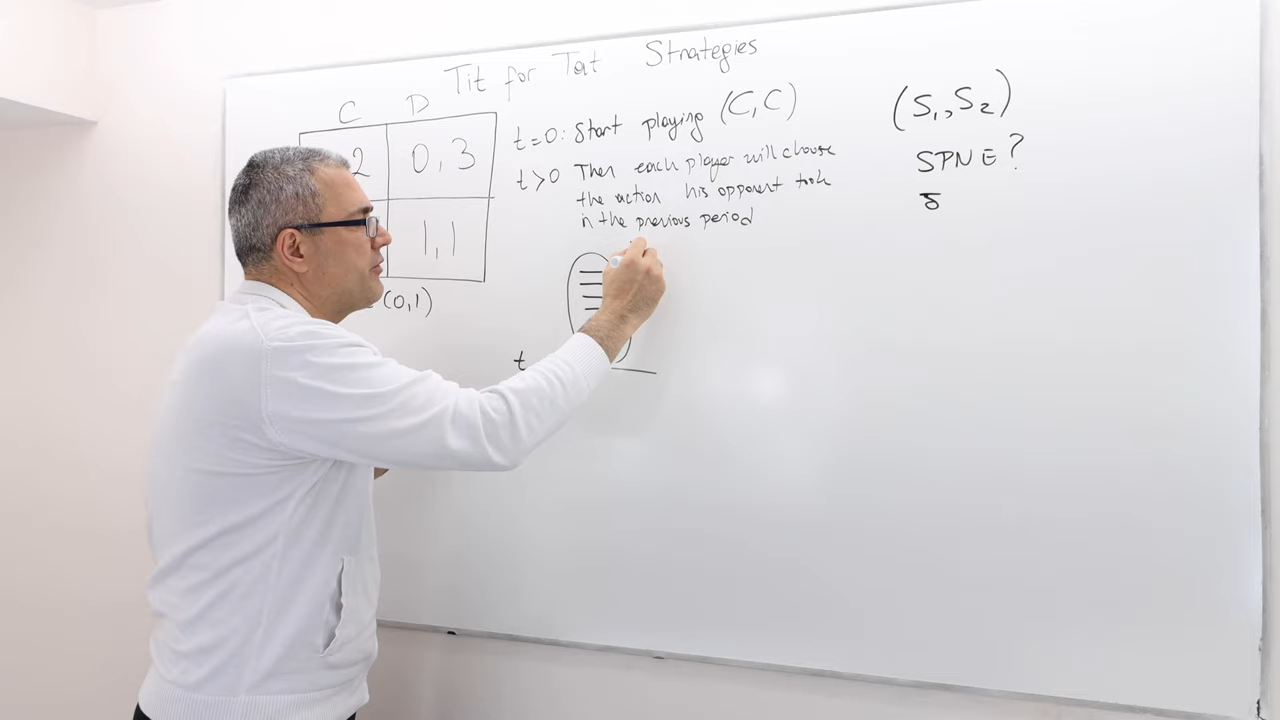 Tit for Tat Strategies
C D
2 0, 3
1, 1
(0,1)
t=0: Start playing (C, C)
t>0 Then each player will choose
the action his opponent took
in the previous period
t
(S1, S2)
SPNE?
δ